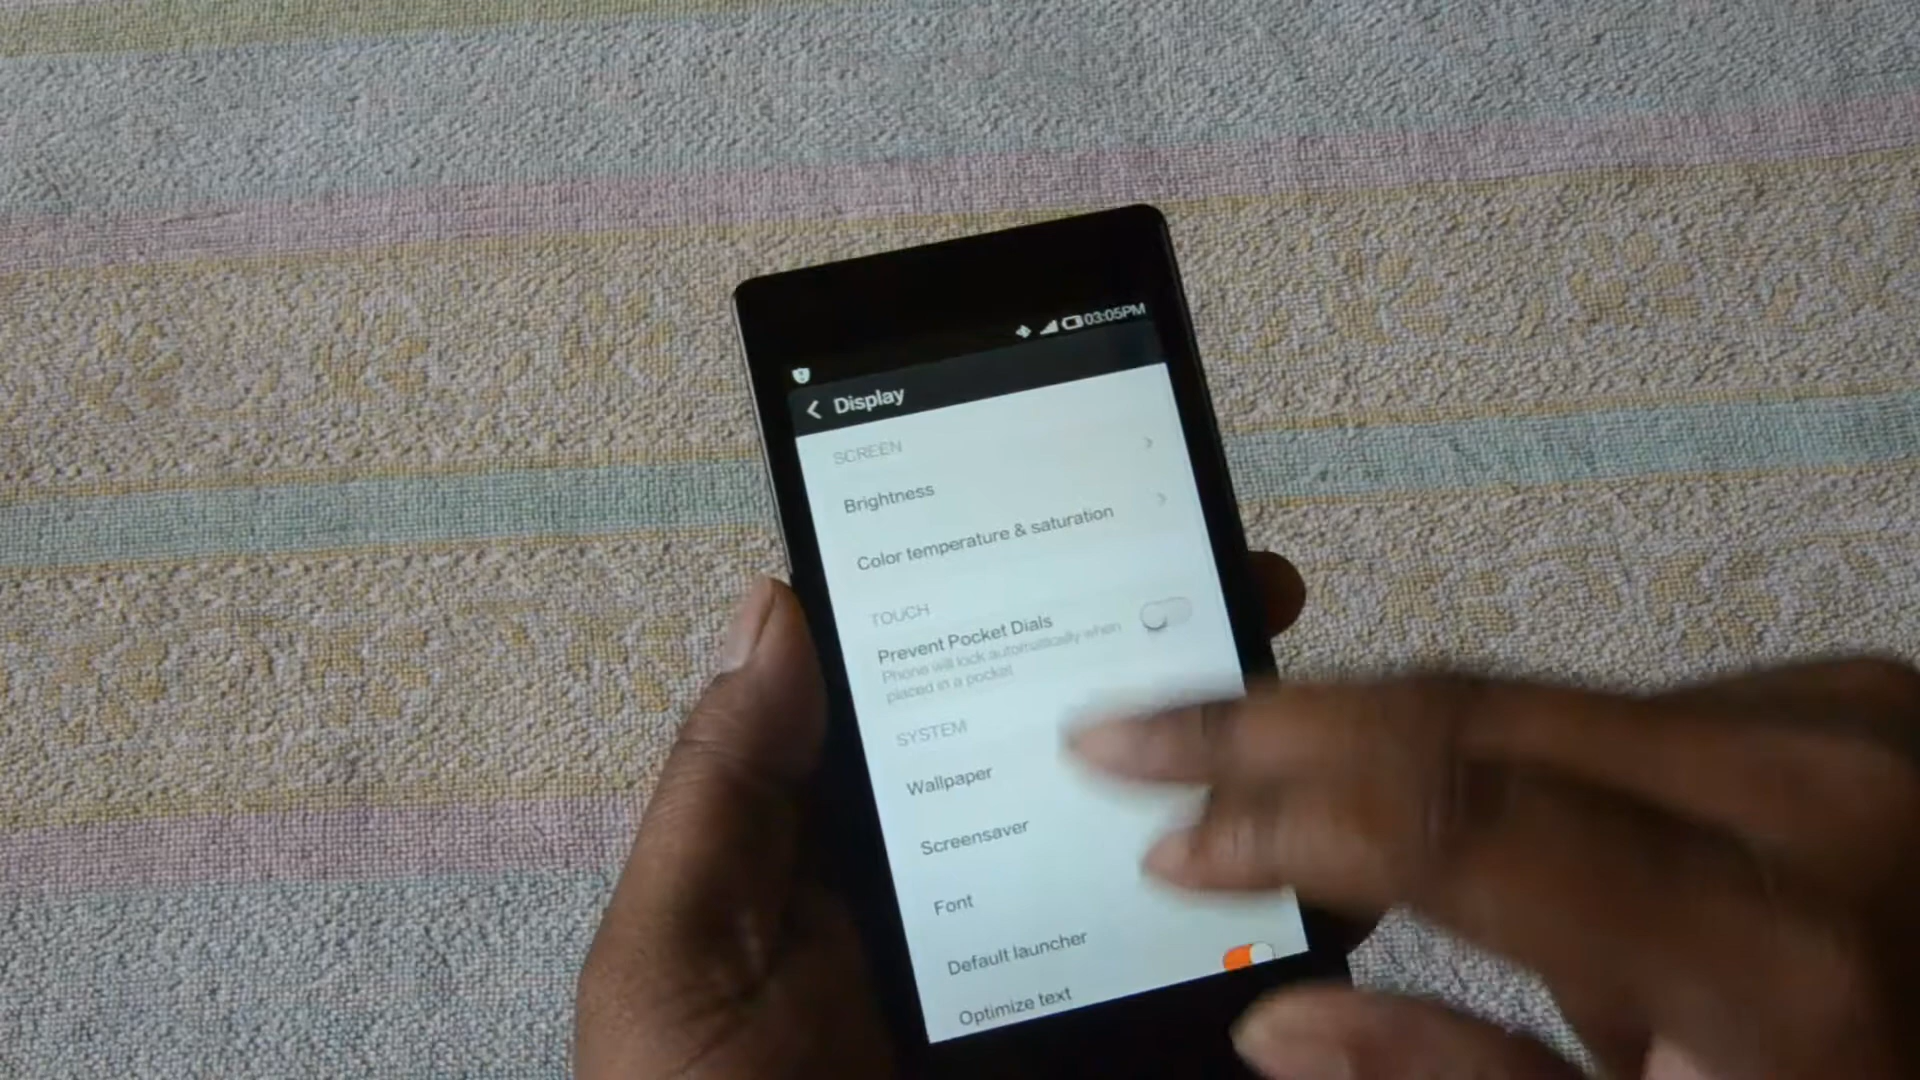 03:05PM
Display
SCREEN
Brightness
Color temperature & saturation
TOUCH
Prevent Pocket Dials
Phone will lock automatically when
placed in a pocket
SYSTEM
Wallpaper
Screensaver
Font
Default launcher
Optimize text